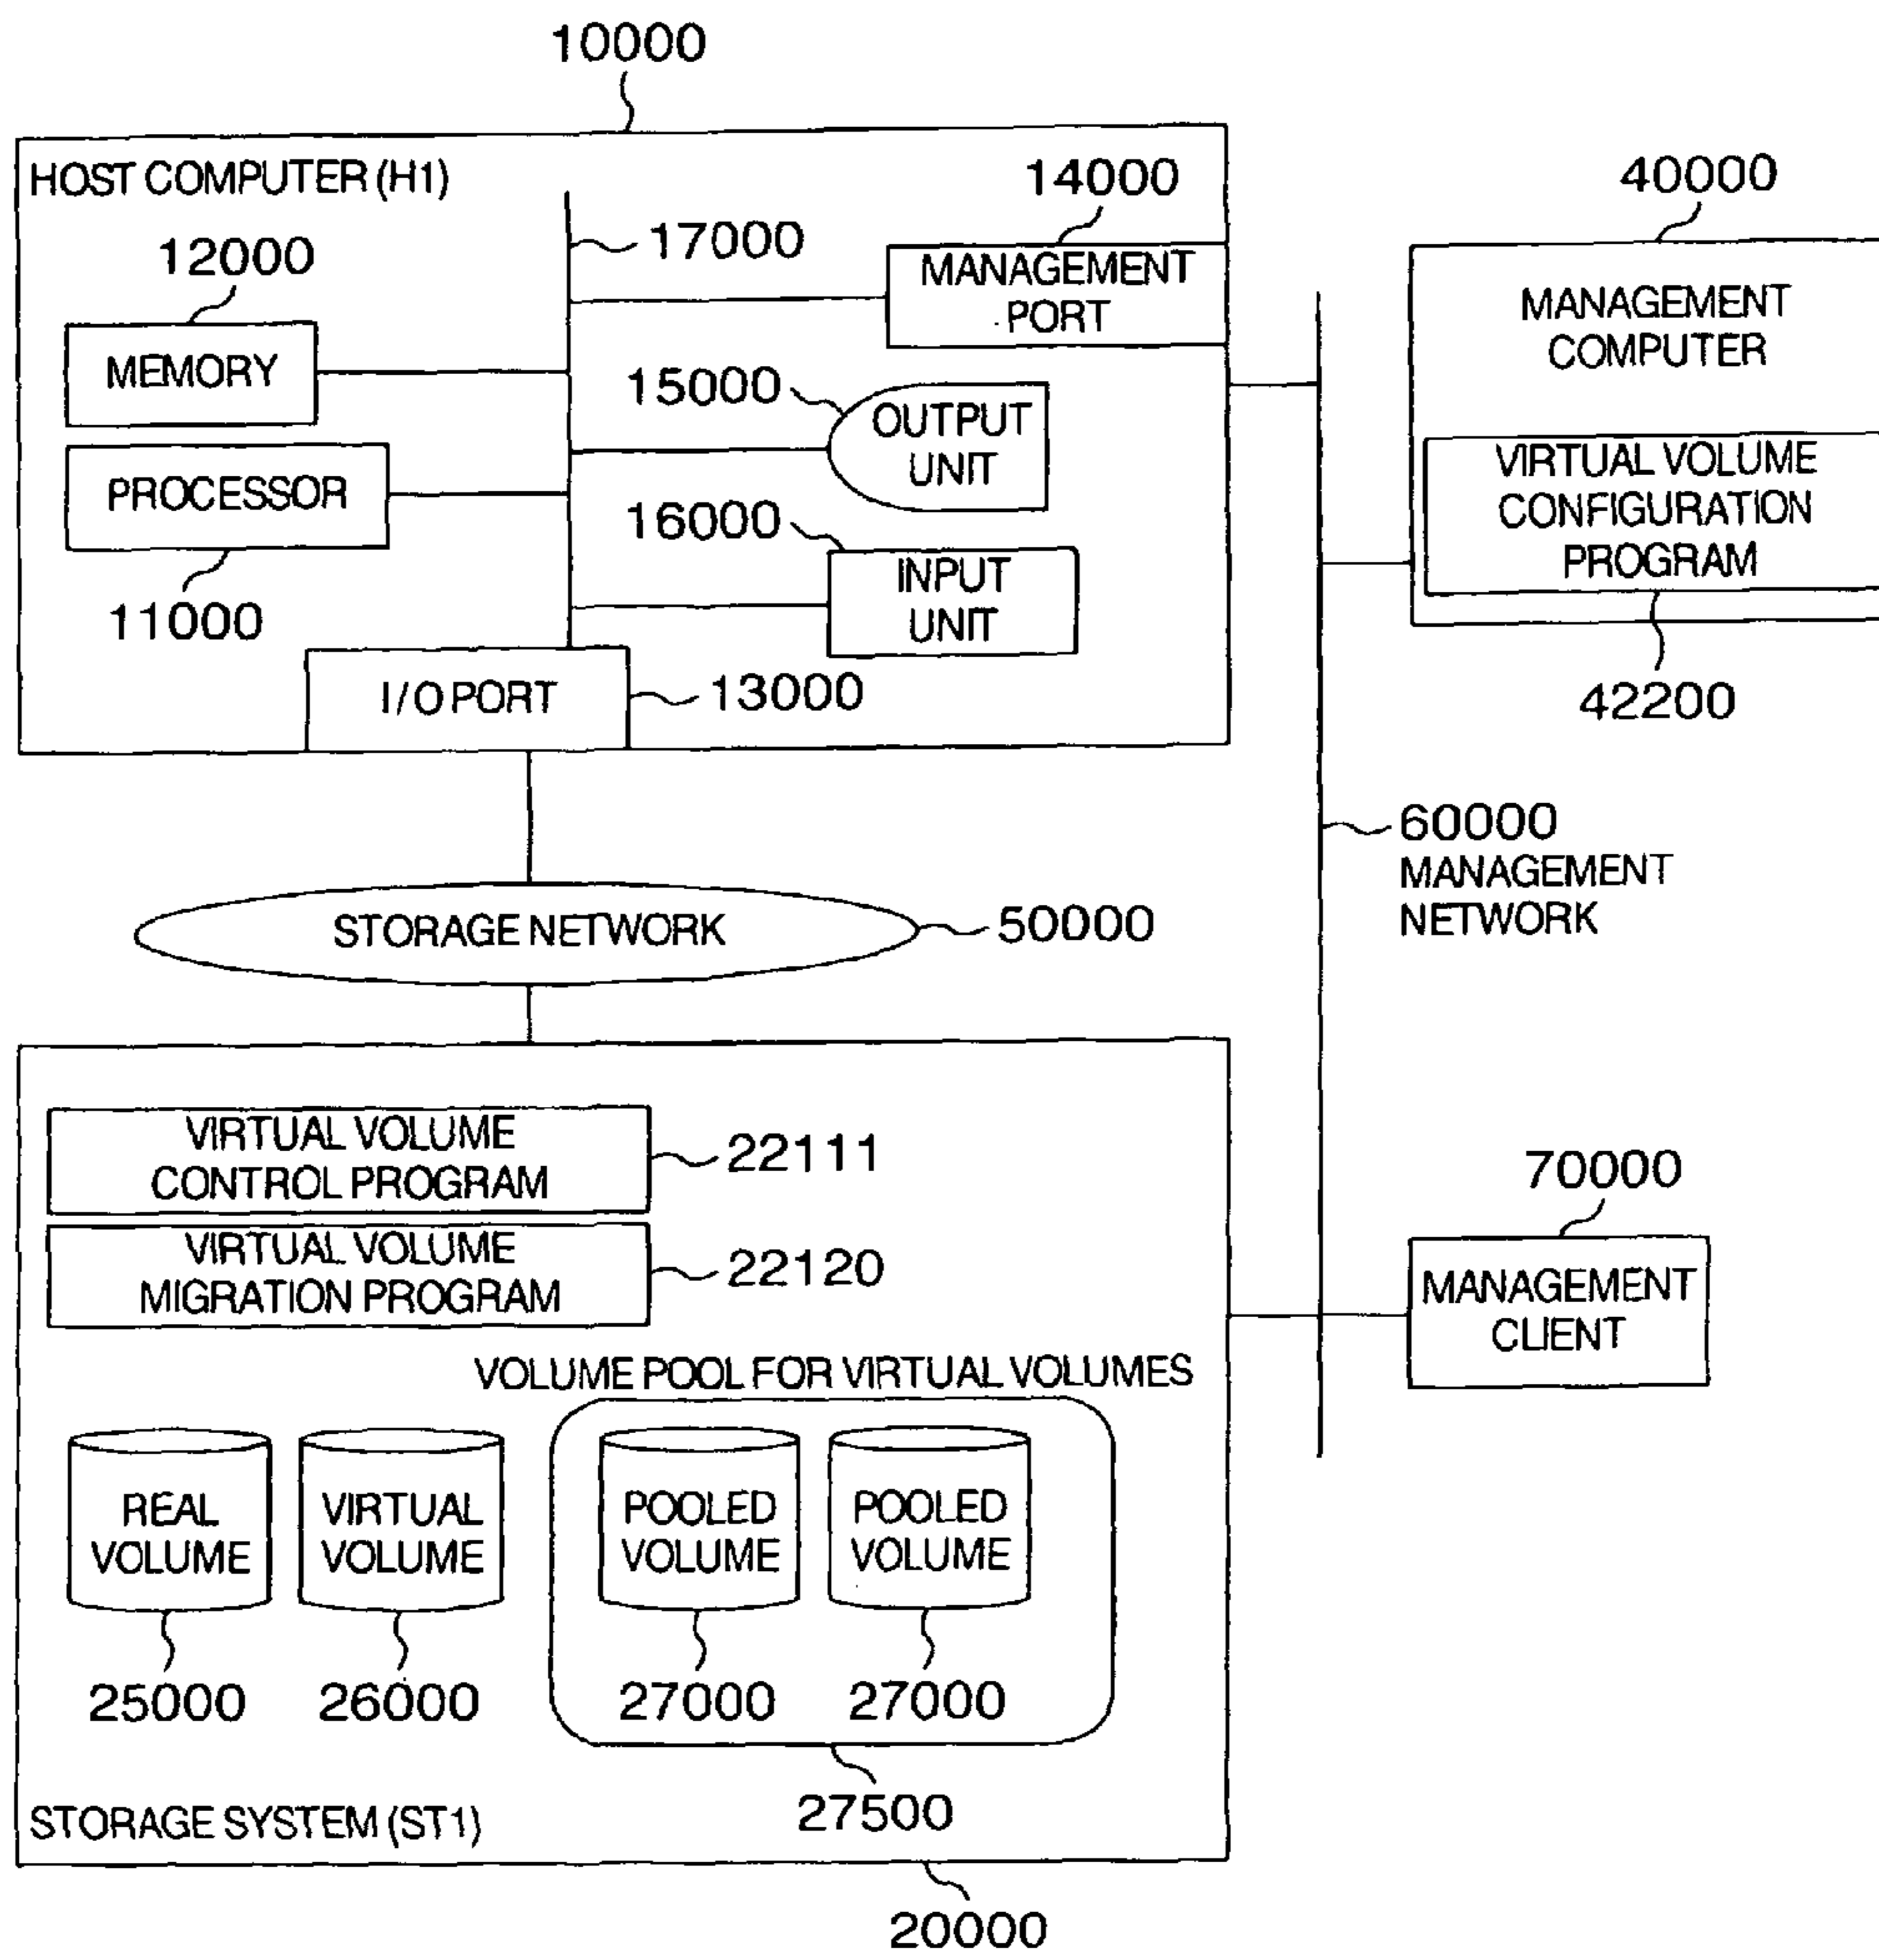 10000
HOST COMPUTER (H1)
14000
40000
12000
17000
MANAGEMENT
PORT
MANAGEMENT
COMPUTER
MEMORY
15000
OUTPUT
UNIT
VIRTUAL VOLUME
CONFIGURATION
PROGRAM
PROCESSOR
16000
INPUT
UNIT
11000
42200
I/O PORT
13000
60000
MANAGEMENT
NETWORK
STORAGE NETWORK
50000
VIRTUAL VOLUME
CONTROL PROGRAM
22111
70000
VIRTUAL VOLUME
MIGRATION PROGRAM
22120
MANAGEMENT
CLIENT
VOLUME POOL FOR VIRTUAL VOLUMES
REAL
VOLUME
VIRTUAL
VOLUME
POOLED
VOLUME
POOLED
VOLUME
25000
26000
27000
27000
27500
STORAGE SYSTEM (ST1)
20000